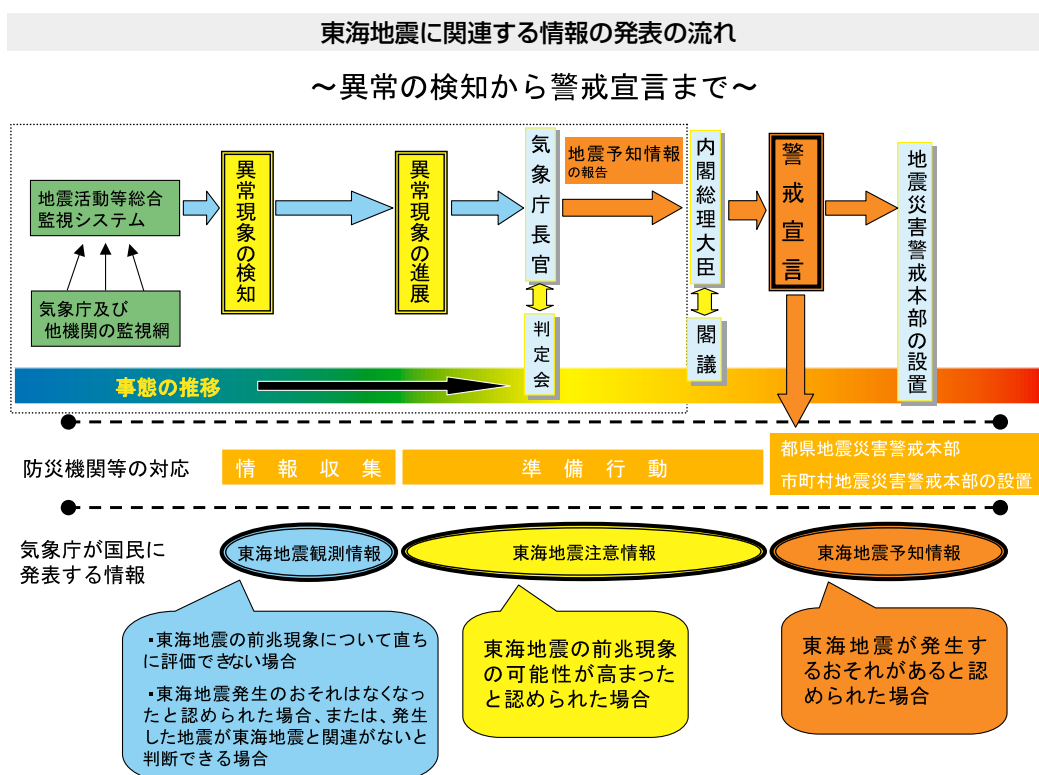 東海地震に関連する情報の発表の流れ
～異常の検知から警戒宣言まで～
地震活動等総合
監視システム
気象庁及び
他機関の監視網
異常現象の検知
異常現象の進展
気象庁長官
判定会
地震予知情報
の報告
内閣総理大臣
閣議
警戒宣言
地震災害警戒本部の設置
事態の推移
防災機関等の対応
情報収集
準備行動
都県地震災害警戒本部
市町村地震災害警戒本部の設置
気象庁が国民に
発表する情報
東海地震観測情報
東海地震注意情報
東海地震予知情報
・東海地震の前兆現象について直ち
に評価できない場合
・東海地震発生のおそれはなくなっ
たと認められた場合、または、発生
した地震が東海地震と関連がないと
判断できる場合
東海地震の前兆現象
の可能性が高まった
と認められた場合
東海地震が発生す
るおそれがあると認
められた場合